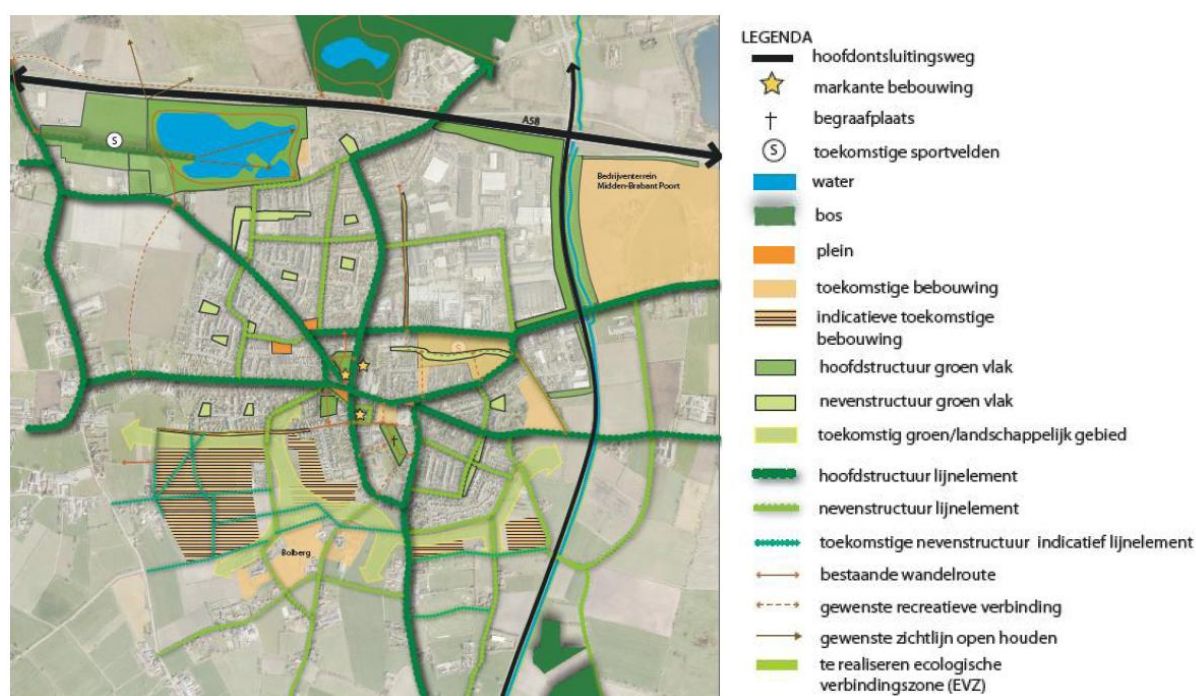 A58
Bedrijventerrein
Midden-Brabant Poort
S
S
Bolberg
LEGENDA
hoofdontsluitingsweg
markante bebouwing
begraafplaats
S toekomstige sportvelden
water
bos
plein
toekomstige bebouwing
indicatieve toekomstige
bebouwing
hoofdstructuur groen vlak
nevenstructuur groen vlak
toekomstig groen/landschappelijk gebied
hoofdstructuur lijnelement
nevenstructuur lijnelement
toekomstige nevenstructuur indicatief lijnelement
bestaande wandelroute
gewenste recreatieve verbinding
gewenste zichtlijn open houden
te realiseren ecologische
verbindingszone (EVZ)